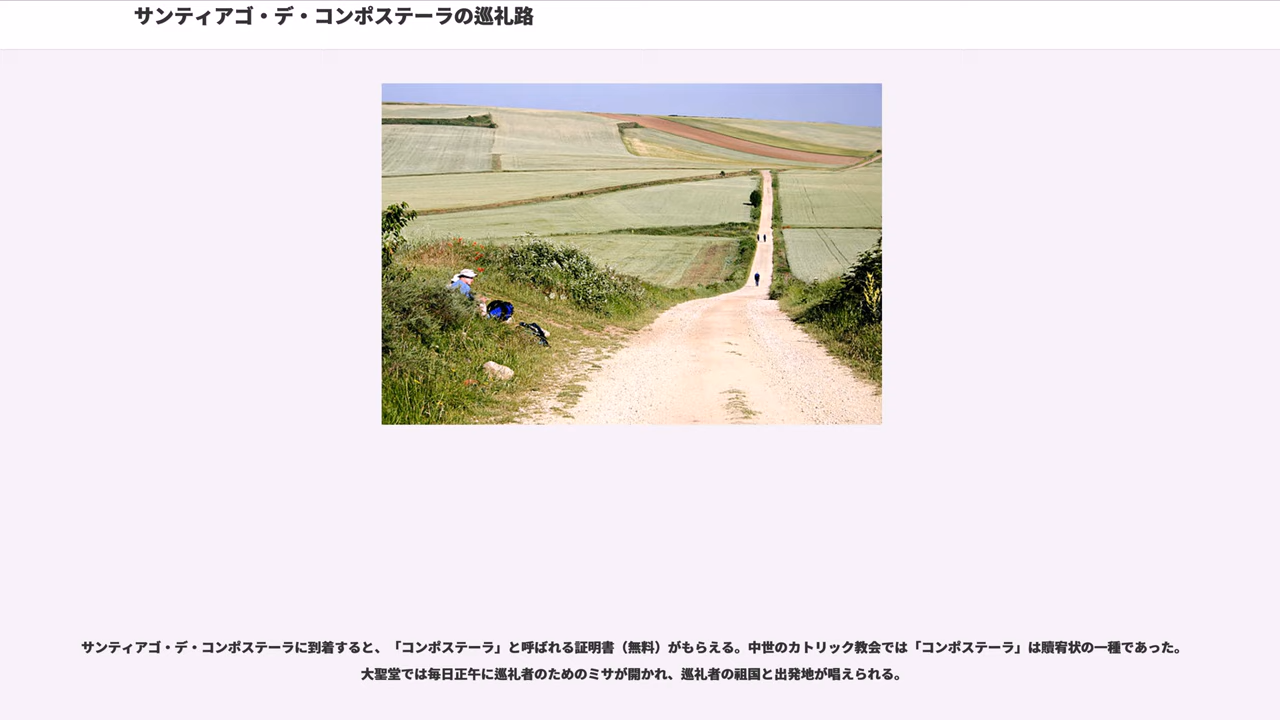 サンティアゴ・デ・コンポステーラの巡礼路
サンティアゴ・デ・コンポステーラに到着すると、「コンポステーラ」と呼ばれる証明書（無料）がもらえる。中世のカトリック教会では「コンポステーラ」は贖宥状の一種であった。
大聖堂では毎日正午に巡礼者のためのミサが開かれ、巡礼者の祖国と出発地が唱えられる。